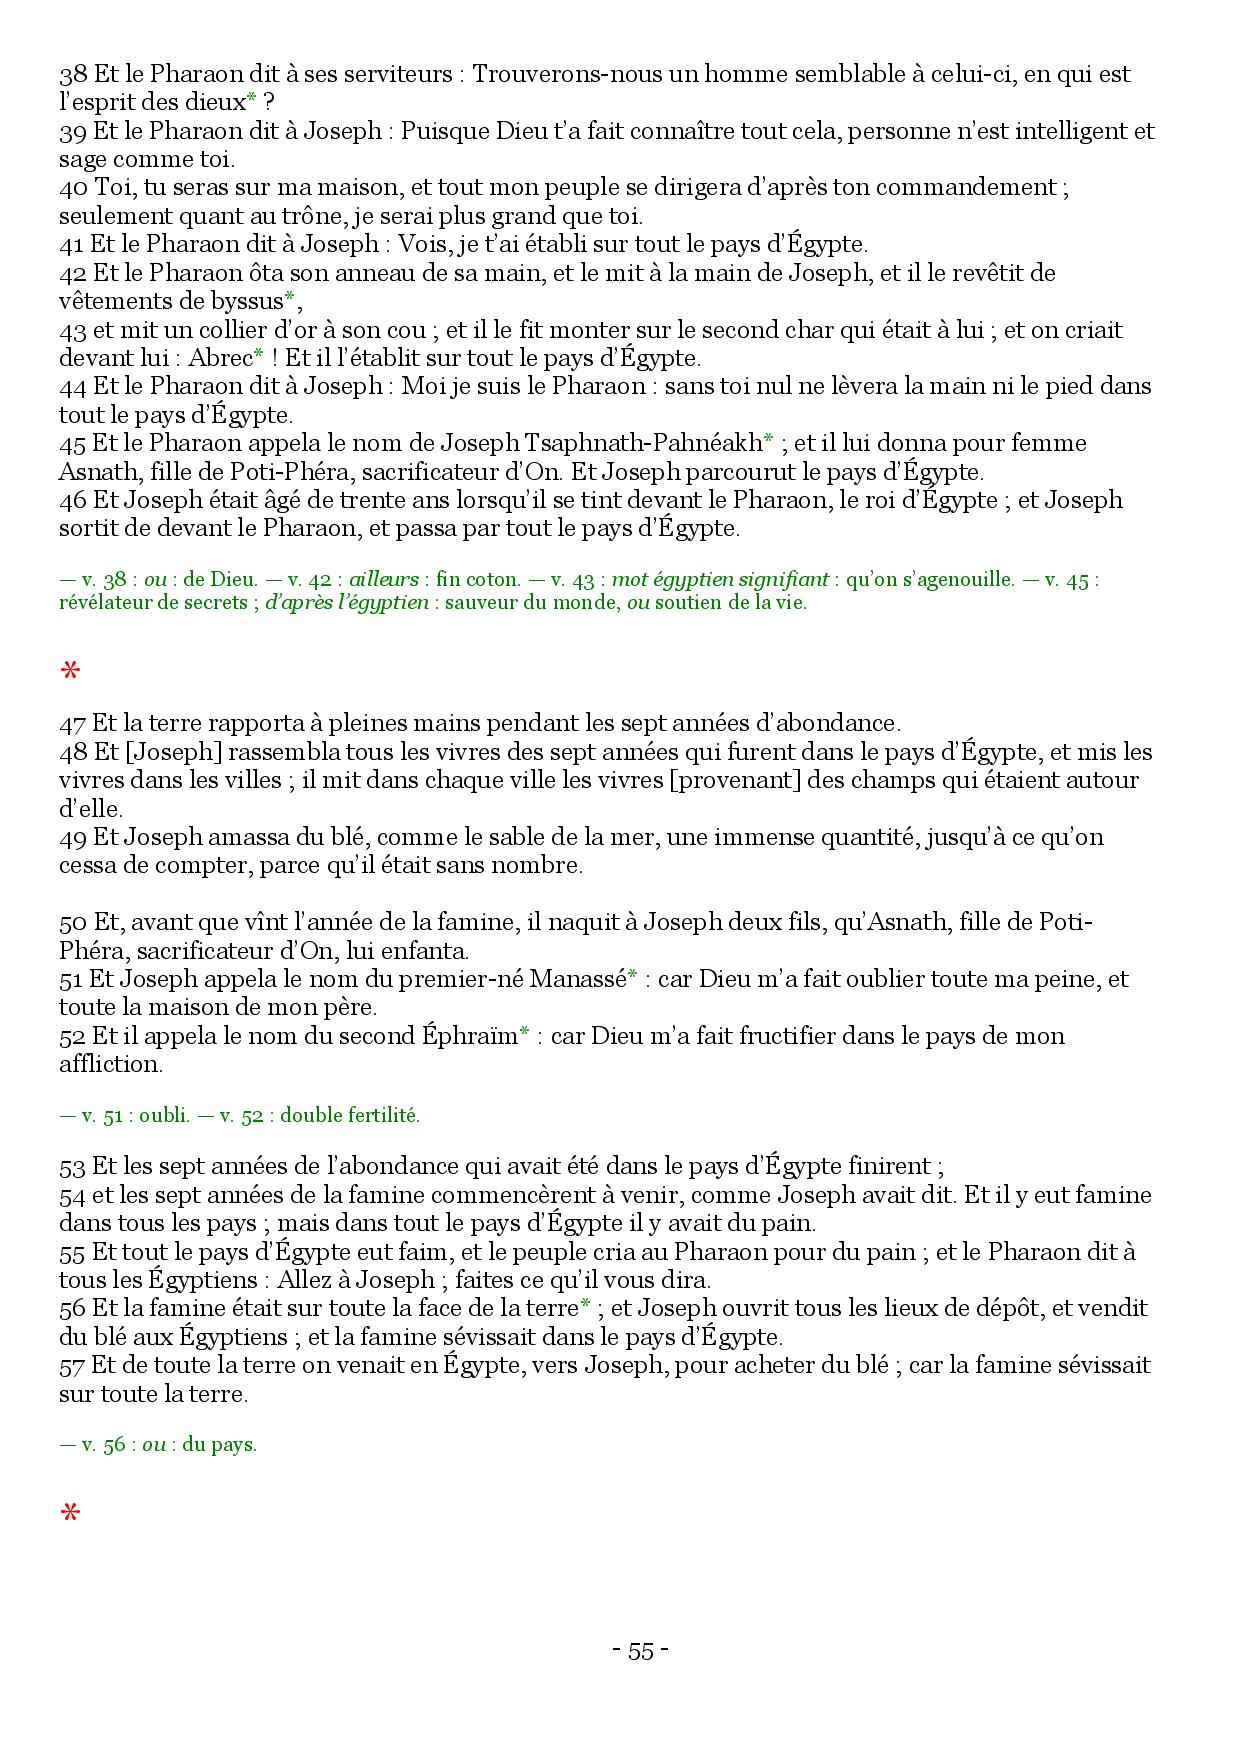 38 Et le Pharaon dit à ses serviteurs : Trouverons-nous un homme semblable à celui-ci, en qui est
l’esprit des dieux* ?
39 Et le Pharaon dit à Joseph : Puisque Dieu t’a fait connaître tout cela, personne n’est intelligent et
sage comme toi.
40 Toi, tu seras sur ma maison, et tout mon peuple se dirigera d’après ton commandement ;
seulement quant au trône, je serai plus grand que toi.
41 Et le Pharaon dit à Joseph : Vois, je t’ai établi sur tout le pays d’Égypte.
42 Et le Pharaon ôta son anneau de sa main, et le mit à la main de Joseph, et il le revêtit de
vêtements de byssus*,
43 et mit un collier d’or à son cou ; et il le fit monter sur le second char qui était à lui ; et on criait
devant lui : Abrec* ! Et il l’établit sur tout le pays d’Égypte.
44 Et le Pharaon dit à Joseph : Moi je suis le Pharaon : sans toi nul ne lèvera la main ni le pied dans
tout le pays d’Égypte.
45 Et le Pharaon appela le nom de Joseph Tsaphnath-Pahnéakh* ; et il lui donna pour femme
Asnath, fille de Poti-Phéra, sacrificateur d’On. Et Joseph parcourut le pays d’Égypte.
46 Et Joseph était âgé de trente ans lorsqu’il se tint devant le Pharaon, le roi d’Égypte ; et Joseph
sortit de devant le Pharaon, et passa par tout le pays d’Égypte.
— v. 38 : ou : de Dieu. — v. 42 : ailleurs : fin coton. — v. 43 : mot égyptien signifiant : qu’on s’agenouille. — v. 45 :
révélateur de secrets ; d’après l’égyptien : sauveur du monde, ou soutien de la vie.
*
47 Et la terre rapporta à pleines mains pendant les sept années d’abondance.
48 Et [Joseph] rassembla tous les vivres des sept années qui furent dans le pays d’Égypte, et mis les
vivres dans les villes ; il mit dans chaque ville les vivres [provenant] des champs qui étaient autour
d’elle.
49 Et Joseph amassa du blé, comme le sable de la mer, une immense quantité, jusqu’à ce qu’on
cessa de compter, parce qu’il était sans nombre.
50 Et, avant que vînt l’année de la famine, il naquit à Joseph deux fils, qu’Asnath, fille de Poti-
Phéra, sacrificateur d’On, lui enfanta.
51 Et Joseph appela le nom du premier-né Manassé* : car Dieu m’a fait oublier toute ma peine, et
toute la maison de mon père.
52 Et il appela le nom du second Éphraïm* : car Dieu m’a fait fructifier dans le pays de mon
affliction.
— v. 51 : oubli. — v. 52 : double fertilité.
53 Et les sept années de l’abondance qui avait été dans le pays d’Égypte finirent ;
54 et les sept années de la famine commencèrent à venir, comme Joseph avait dit. Et il y eut famine
dans tous les pays ; mais dans tout le pays d’Égypte il y avait du pain.
55 Et tout le pays d’Égypte eut faim, et le peuple cria au Pharaon pour du pain ; et le Pharaon dit à
tous les Égyptiens : Allez à Joseph ; faites ce qu’il vous dira.
56 Et la famine était sur toute la face de la terre* ; et Joseph ouvrit tous les lieux de dépôt, et vendit
du blé aux Égyptiens ; et la famine sévissait dans le pays d’Égypte.
57 Et de toute la terre on venait en Égypte, vers Joseph, pour acheter du blé ; car la famine sévissait
sur toute la terre.
— v. 56 : ou : du pays.
*
- 55 -